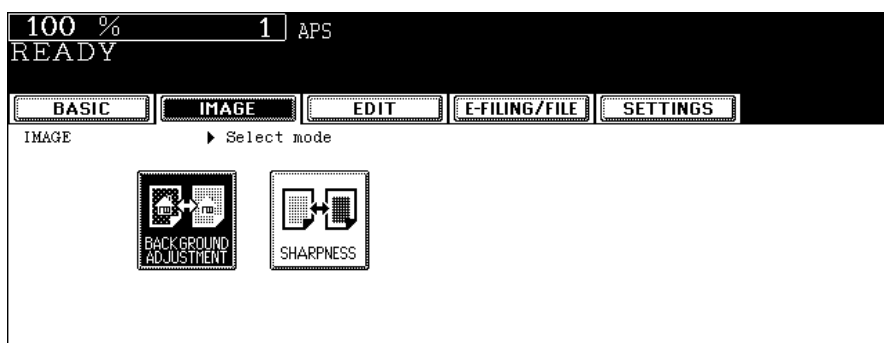 100 % 1 APS
READY
BASIC IMAGE EDIT E-FILING/FILE SETTINGS
IMAGE Select mode
BACKGROUND
ADJUSTMENT
SHARPNESS